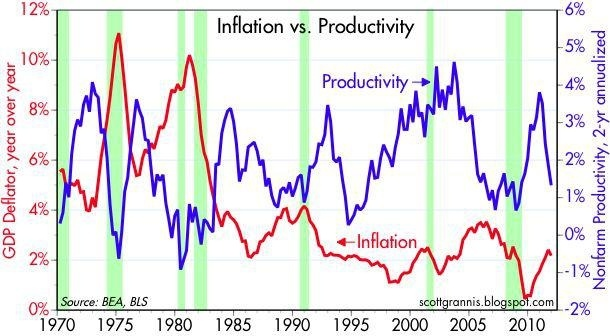 Inflation vs. Productivity
12%
10%
8%
6%
4%
2%
0%
GDP Deflator, year over year
6%
5%
4%
3%
2%
1%
0%
-1%
-2%
Nonfarm Productivity, 2-yr annualized
Productivity
Inflation
Source: BEA, BLS
scottgrannis.blogspot.com
1970 1975 1980 1985 1990 1995 2000 2005 2010